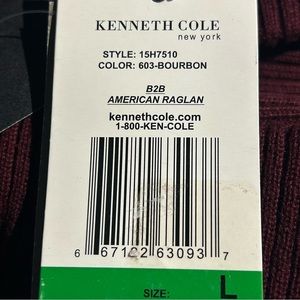 KENNETH COLE
new york
STYLE: 15H7510
COLOR: 603-BOURBON
B2B
AMERICAN RAGLAN
kennethcole.com
1-800-KEN-COLE
6 67102 63093 7
SIZE: L